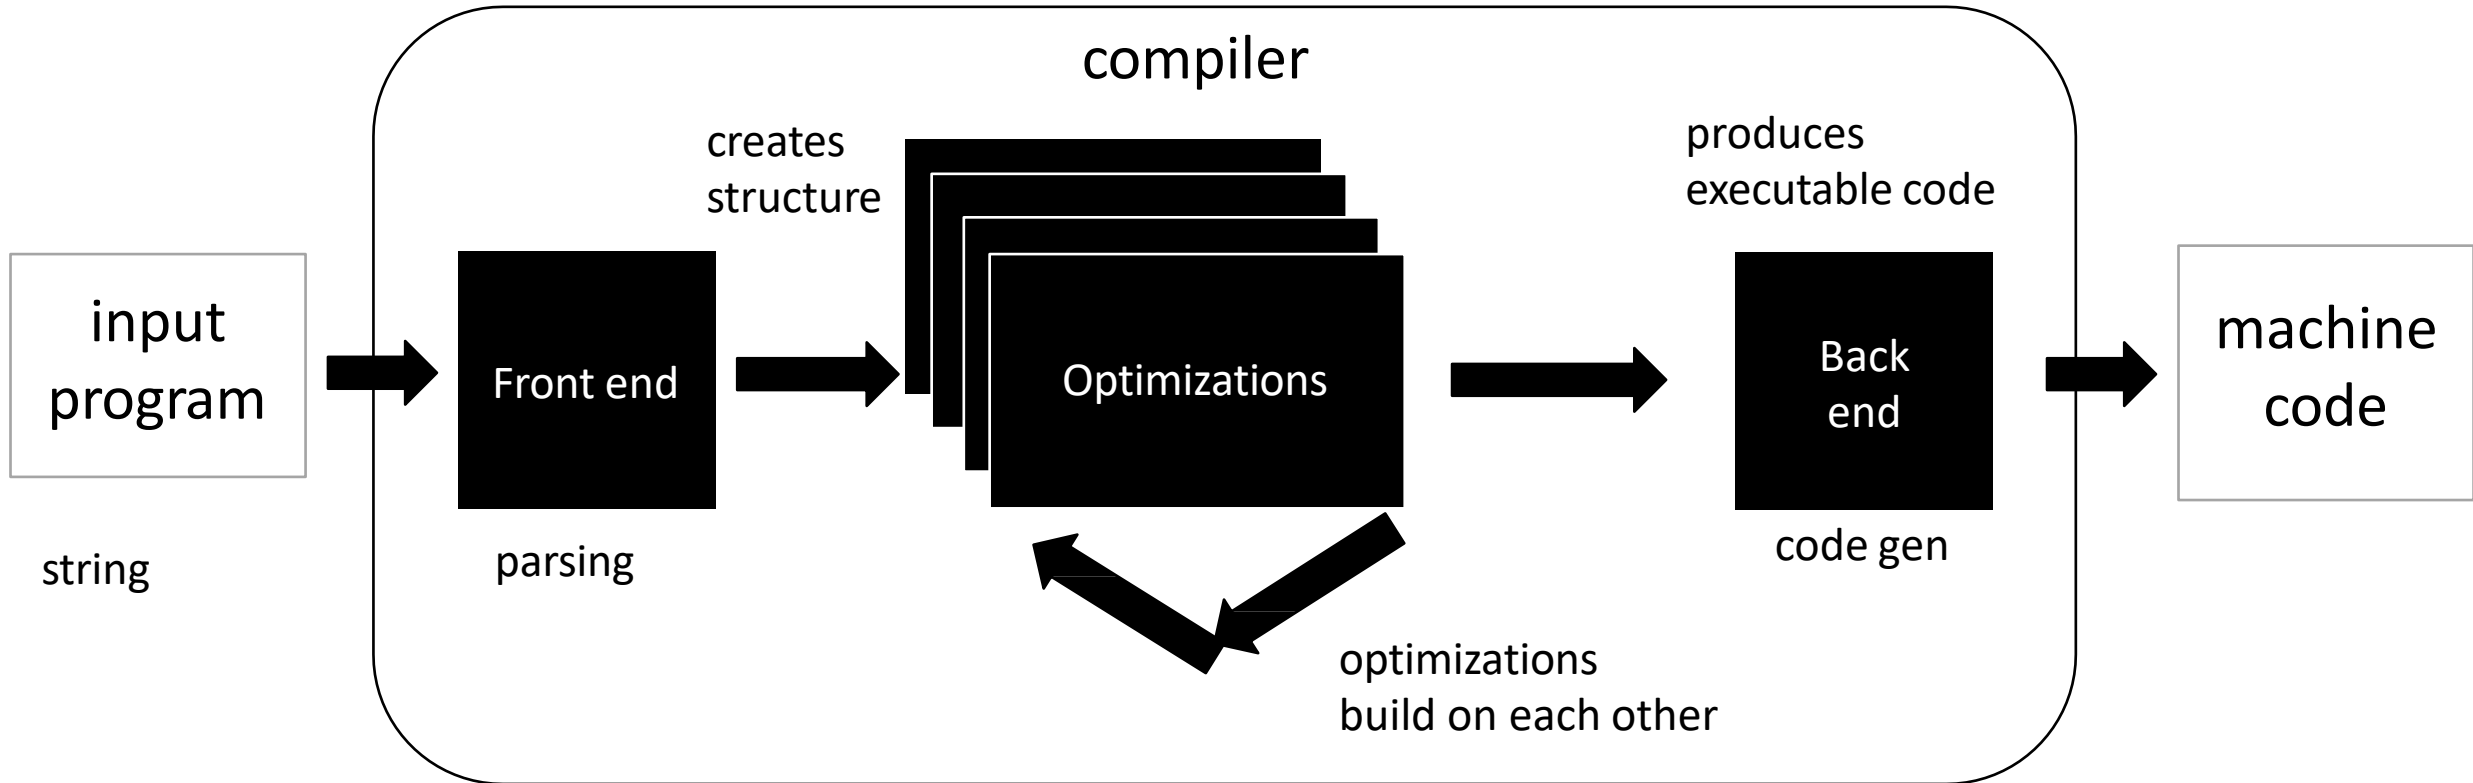 compiler
creates
structure
produces
executable code
input
program
Front end
Optimizations
Back
end
machine
code
string
parsing
code gen
optimizations
build on each other